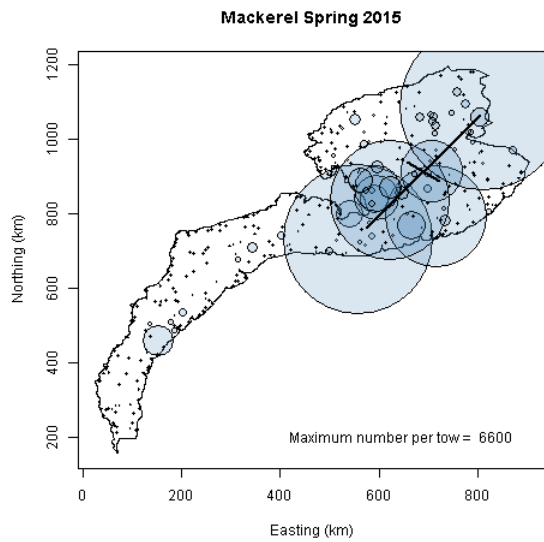 Mackerel Spring 2015
1200
1000
800
600
400
200
Northing (km)
Maximum number per tow = 6600
0 200 400 600 800
Easting (km)